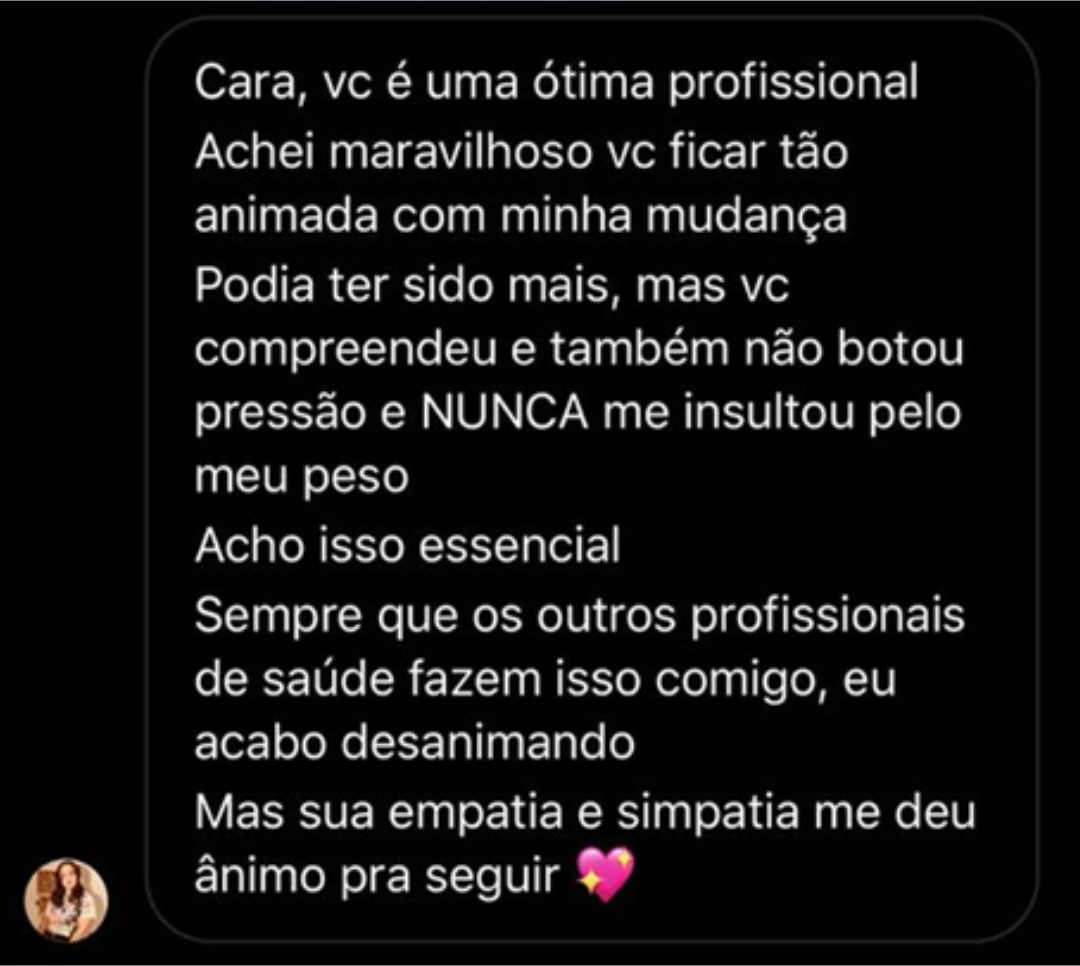 Cara, vc é uma ótima profissional
Achei maravilhoso vc ficar tão
animada com minha mudança
Podia ter sido mais, mas vc
compreendeu e também não botou
pressão e NUNCA me insultou pelo
meu peso
Acho isso essencial
Sempre que os outros profissionais
de saúde fazem isso comigo, eu
acabo desanimando
Mas sua empatia e simpatia me deu
ânimo pra seguir 💖